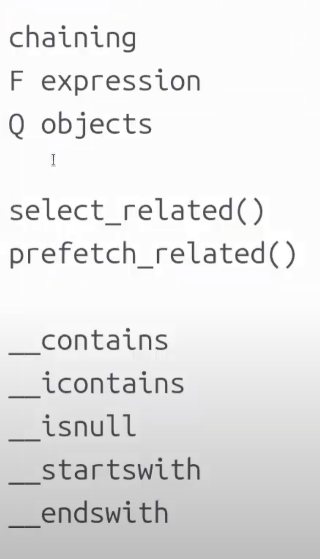 chaining
F expression
Q objects
select_related()
prefetch_related()
__contains
__icontains
__isnull
__startswith
__endswith